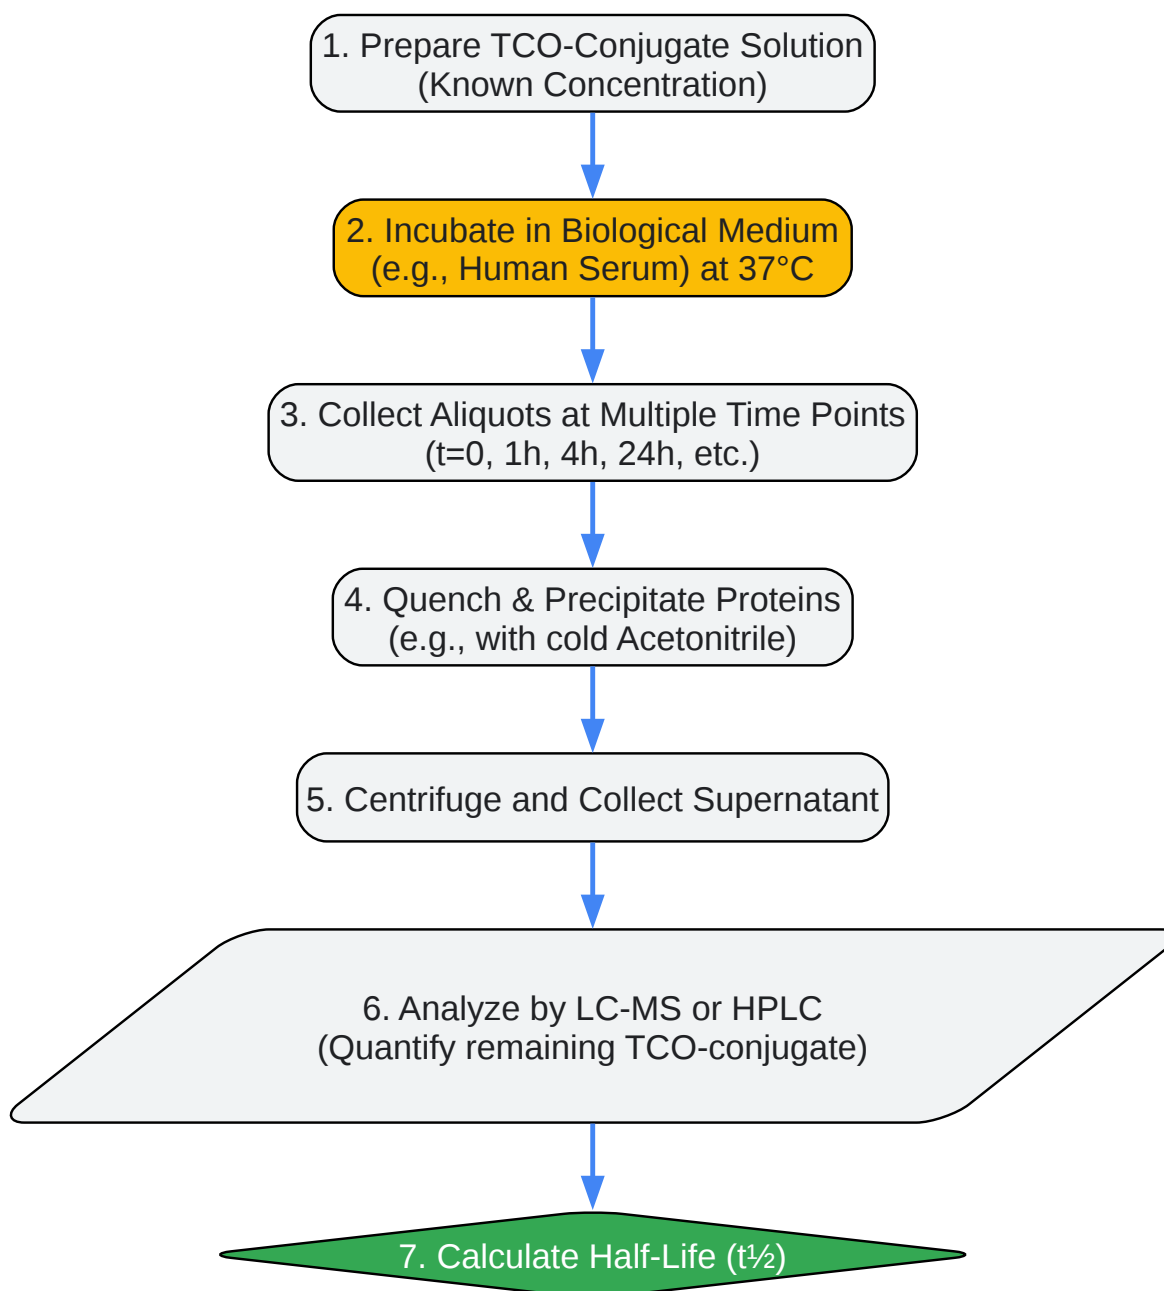 1. Prepare TCO-Conjugate Solution
(Known Concentration)
2. Incubate in Biological Medium
(e.g., Human Serum) at 37°C
3. Collect Aliquots at Multiple Time Points
(t=0, 1h, 4h, 24h, etc.)
4. Quench & Precipitate Proteins
(e.g., with cold Acetonitrile)
5. Centrifuge and Collect Supernatant
6. Analyze by LC-MS or HPLC
(Quantify remaining TCO-conjugate)
7. Calculate Half-Life (t½)